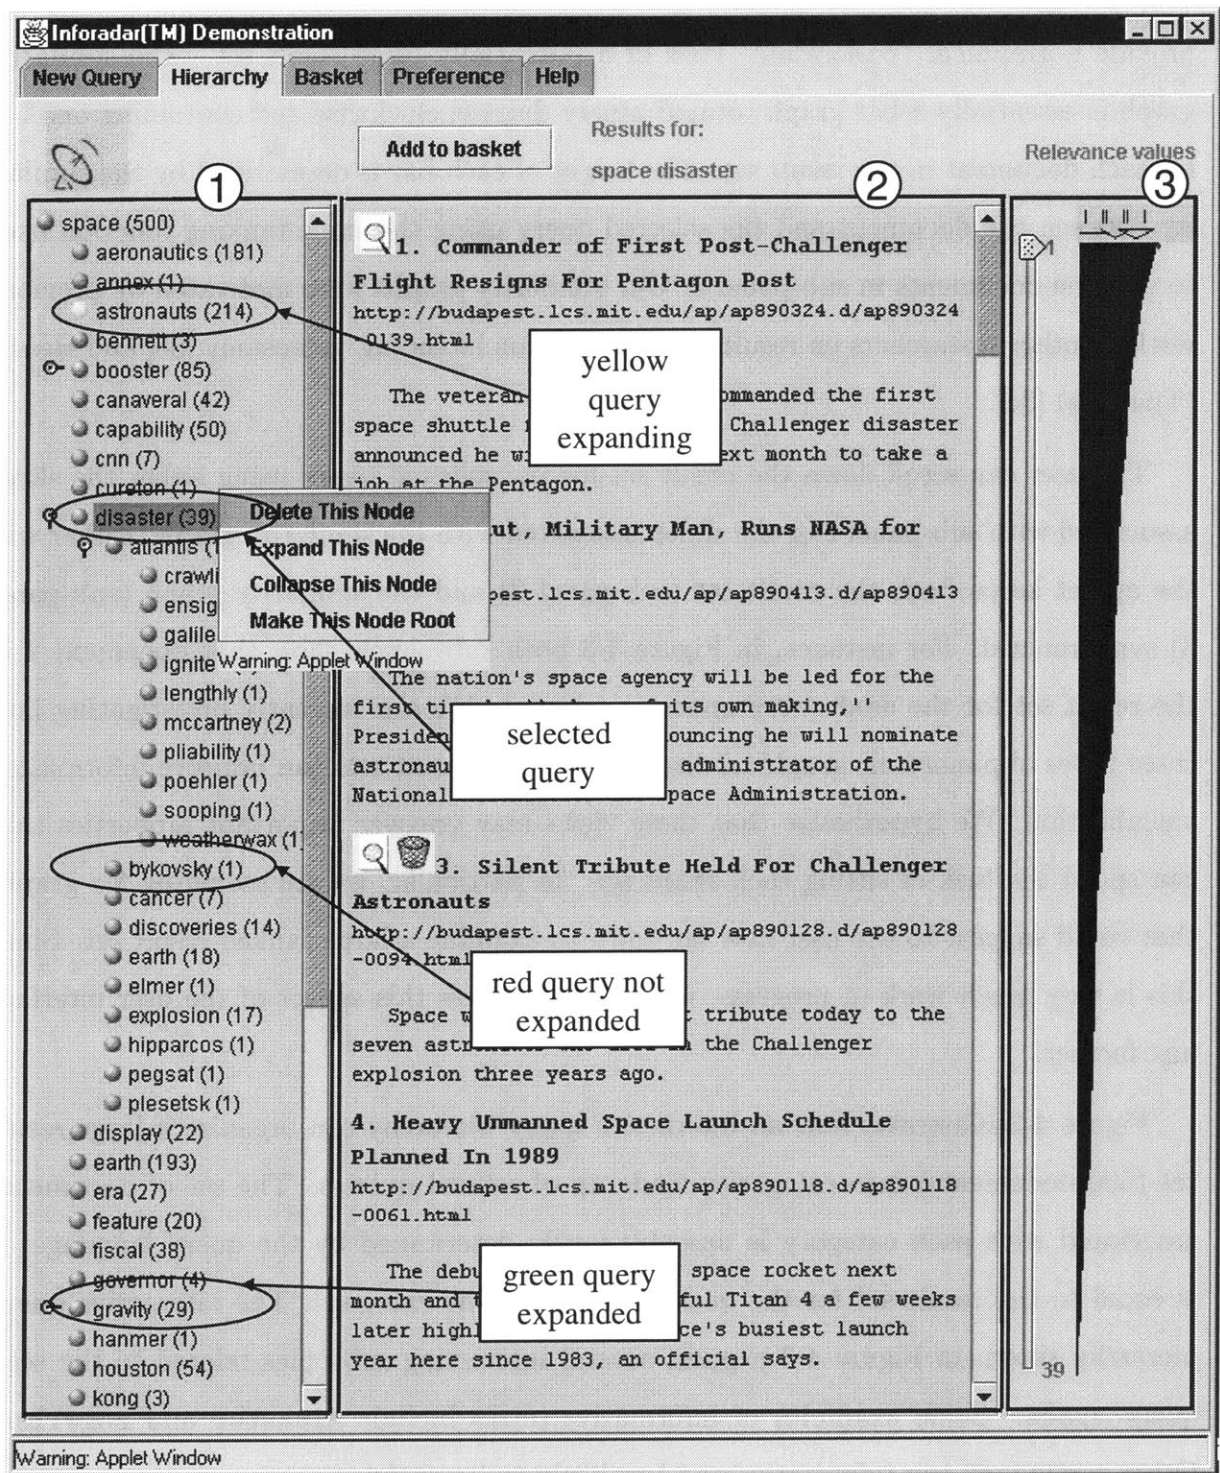 Inforadar(TM) Demonstration
New Query Hierarchy Basket Preference Help
Add to basket
Results for:
space disaster
Relevance values
1
2
3
space (500)
aeronautics (181)
annex (1)
astronauts (214)
bennett (3)
booster (85)
canaveral (42)
capability (50)
cnn (7)
cureton (1)
disaster (39)
atlantis (1
crawli
ensig
galile
ignite
lengthly (1)
mccartney (2)
pliability (1)
poehler (1)
sooping (1)
weatherwax (1)
bykovsky (1)
cancer (7)
discoveries (14)
earth (18)
elmer (1)
explosion (17)
hipparcos (1)
pegsat (1)
plesetsk (1)
display (22)
earth (193)
era (27)
feature (20)
fiscal (38)
governor (4)
gravity (29)
hanmer (1)
houston (54)
kong (3)
Delete This Node
Expand This Node
Collapse This Node
Make This Node Root
Warning: Applet Window
1. Commander of First Post-Challenger
Flight Resigns For Pentagon Post
http://budapest.lcs.mit.edu/ap/ap890324.d/ap890324
-0139.html
The veteran ommanded the first
space shuttle Challenger disaster
announced he wi ext month to take a
job at the Pentagon.
ut, Military Man, Runs NASA for
pest.lcs.mit.edu/ap/ap890413.d/ap890413
The nation's space agency will be led for the
first ti its own making,''
Presiden ouncing he will nominate
astronau administrator of the
National pace Administration.
3. Silent Tribute Held For Challenger
Astronauts
http://budapest.lcs.mit.edu/ap/ap890128.d/ap890128
-0094.html
Space w t tribute today to the
seven astr the Challenger
explosion three years ago.
4. Heavy Unmanned Space Launch Schedule
Planned In 1989
http://budapest.lcs.mit.edu/ap/ap890118.d/ap890118
-0061.html
The debu space rocket next
month and t ful Titan 4 a few weeks
later highl ce's busiest launch
year here since 1983, an official says.
yellow
query
expanding
selected
query
red query not
expanded
green query
expanded
1
39
Warning: Applet Window